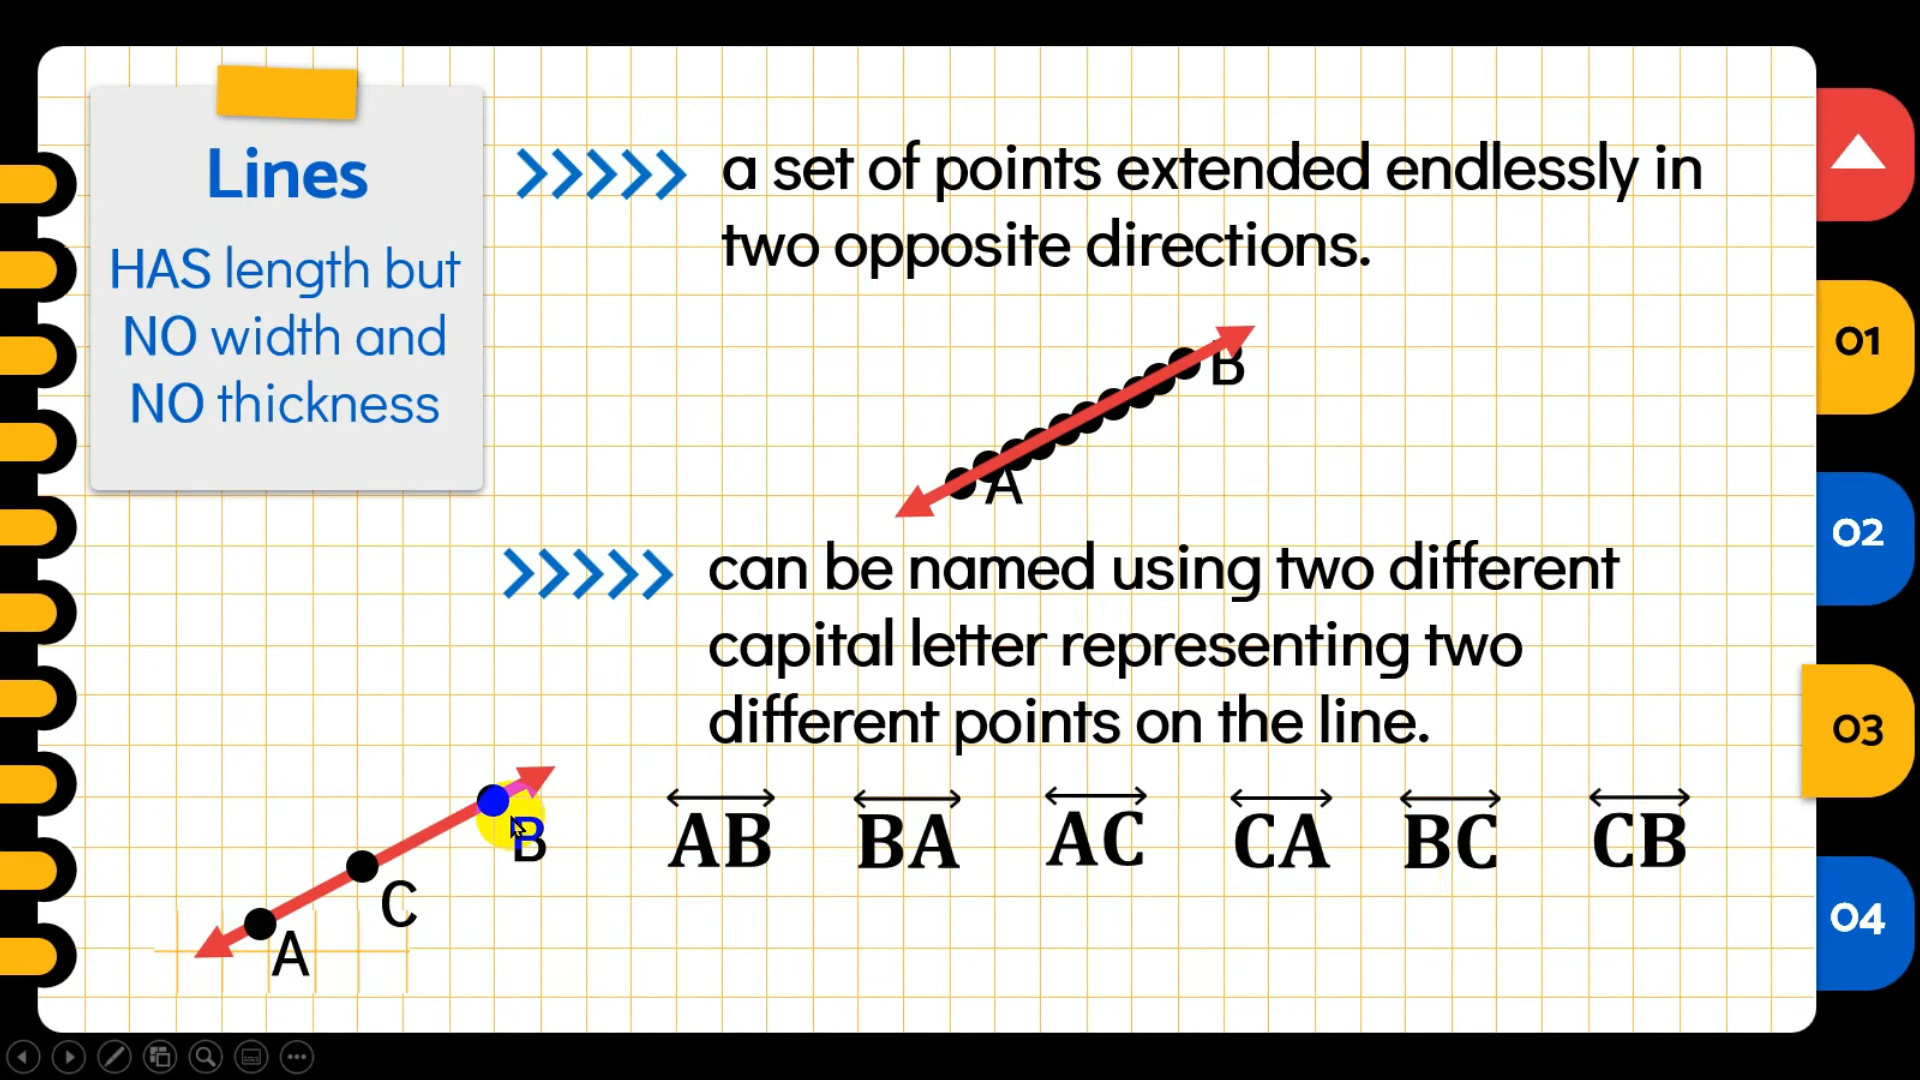 Lines
HAS length but
NO width and
NO thickness
a set of points extended endlessly in
two opposite directions.
B
A
can be named using two different
capital letter representing two
different points on the line.
B
C
A
AB BA AC CA BC CB
01
02
03
04